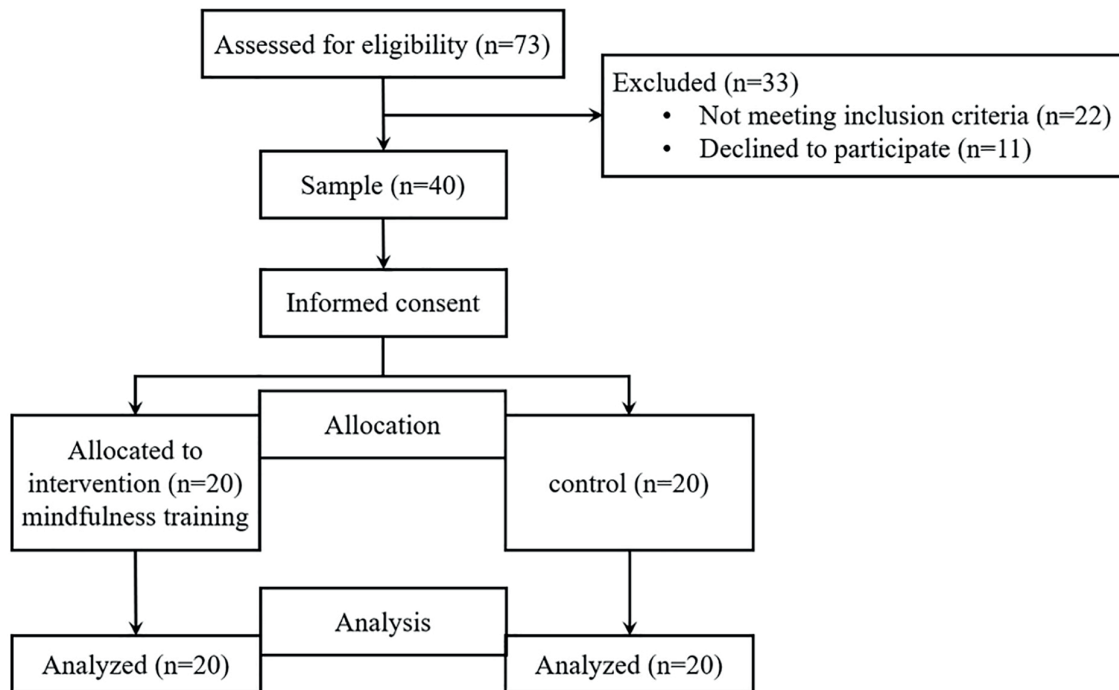 Assessed for eligibility (n=73)
Excluded (n=33)
• Not meeting inclusion criteria (n=22)
• Declined to participate (n=11)
Sample (n=40)
Informed consent
Allocation
Allocated to
intervention (n=20)
mindfulness training
control (n=20)
Analysis
Analyzed (n=20)
Analyzed (n=20)